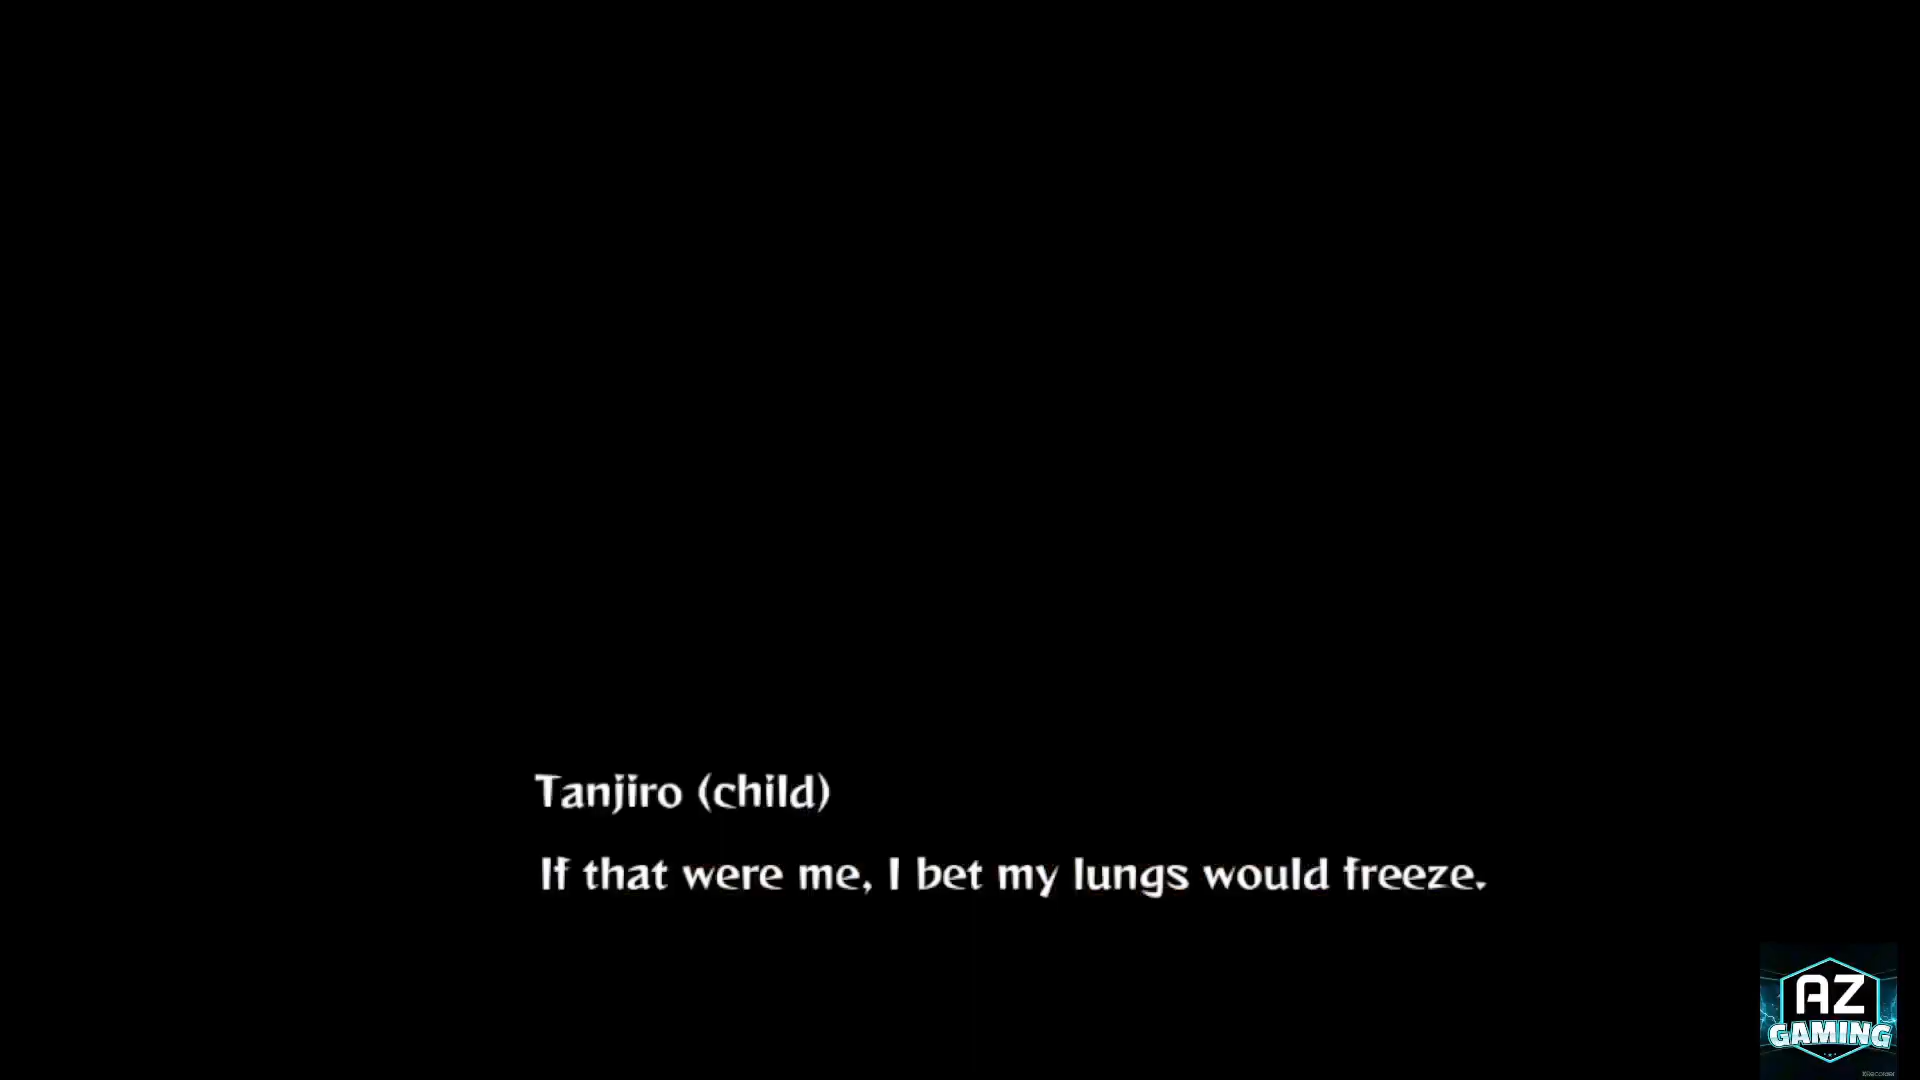 Tanjiro (child)
If that were me, I bet my lungs would freeze.
AZ
GAMING